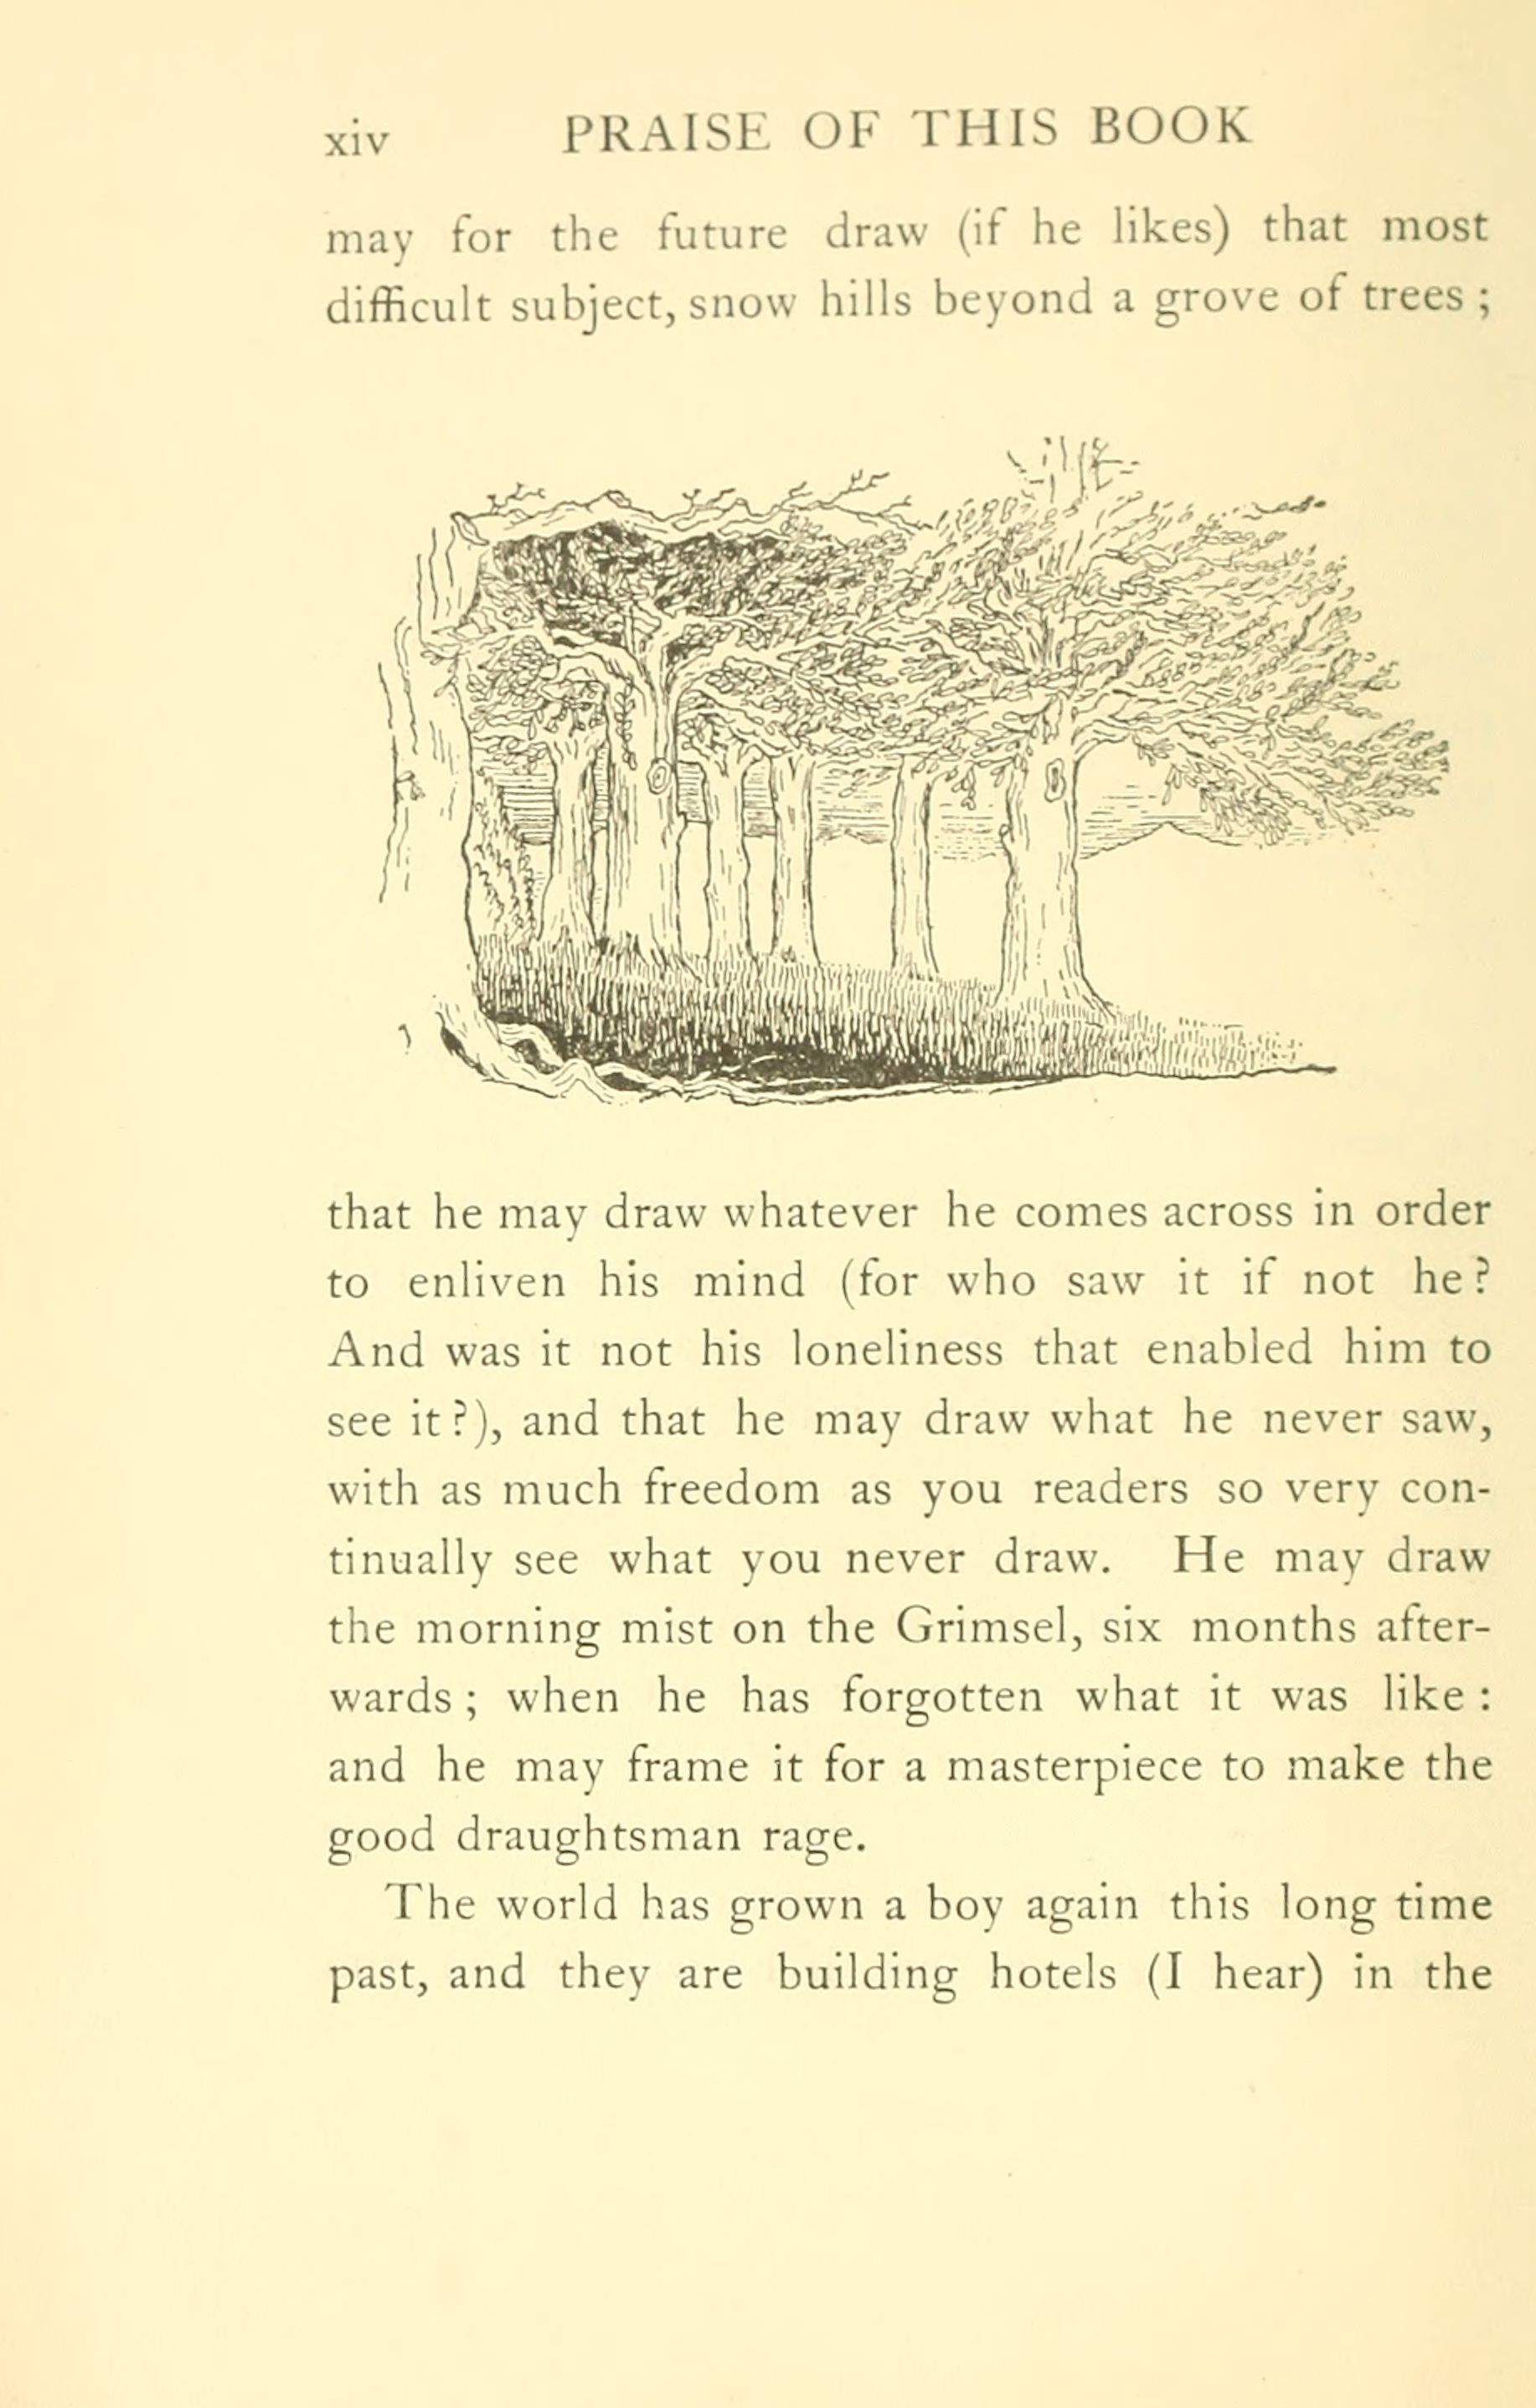 xiv PRAISE OF THIS BOOK
may for the future draw (if he likes) that most
difficult subject, snow hills beyond a grove of trees ;
that he may draw whatever he comes across in order
to enliven his mind (for who saw it if not he ?
And was it not his loneliness that enabled him to
see it ?), and that he may draw what he never saw,
with as much freedom as you readers so very con-
tinually see what you never draw. He may draw
the morning mist on the Grimsel, six months after-
wards ; when he has forgotten what it was like :
and he may frame it for a masterpiece to make the
good draughtsman rage.
The world has grown a boy again this long time
past, and they are building hotels (I hear) in the